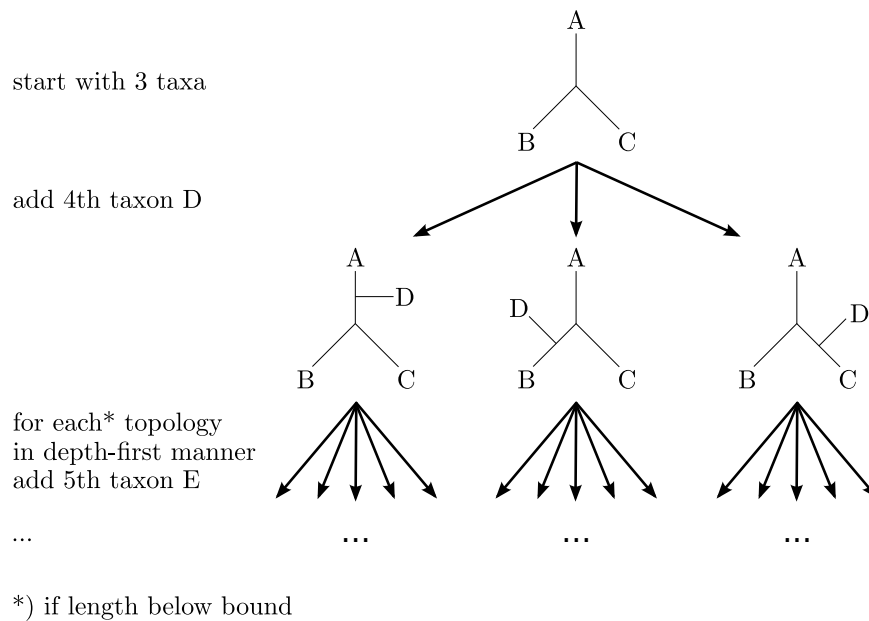 A
start with 3 taxa
B C
add 4th taxon D
A A A
D D D
B C B C B C
for each* topology
in depth-first manner
add 5th taxon E
... ... ... ...
*) if length below bound